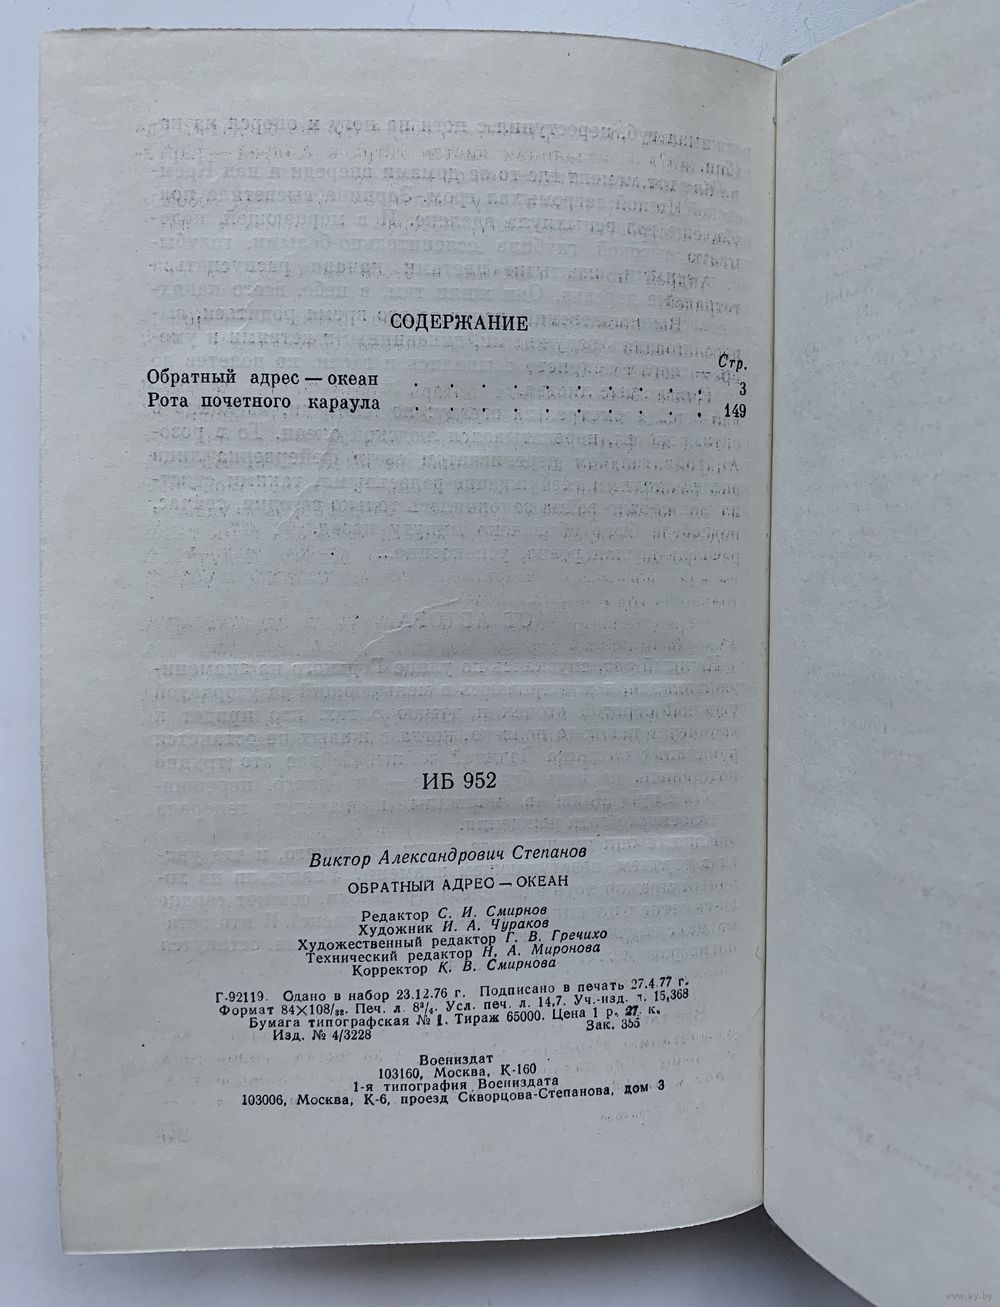 СОДЕРЖАНИЕ
Стр.
Обратный адрес — океан . . . . . . . . . . 3
Рота почетного караула . . . . . . . . . . 149
ИБ 952
Виктор Александрович Степанов
ОБРАТНЫЙ АДРЕС — ОКЕАН
Редактор С. И. Смирнов
Художник И. А. Чураков
Художественный редактор Г. В. Гречихо
Технический редактор Н. А. Миронова
Корректор К. В. Смирнова
Г-92119. Сдано в набор 23.12.76 г. Подписано в печать 27.4.77 г.
Формат 84×108/32. Печ. л. 8¾. Усл. печ. л. 14,7. Уч.-изд. л. 15,368
Бумага типографская № 1. Тираж 65000. Цена 1 р. 27 к.
Изд. № 4/3228 Зак. 355
Воениздат
103160, Москва, К-160
1-я типография Воениздата
103006, Москва, К-6, проезд Скворцова-Степанова, дом 3
www.ay.by